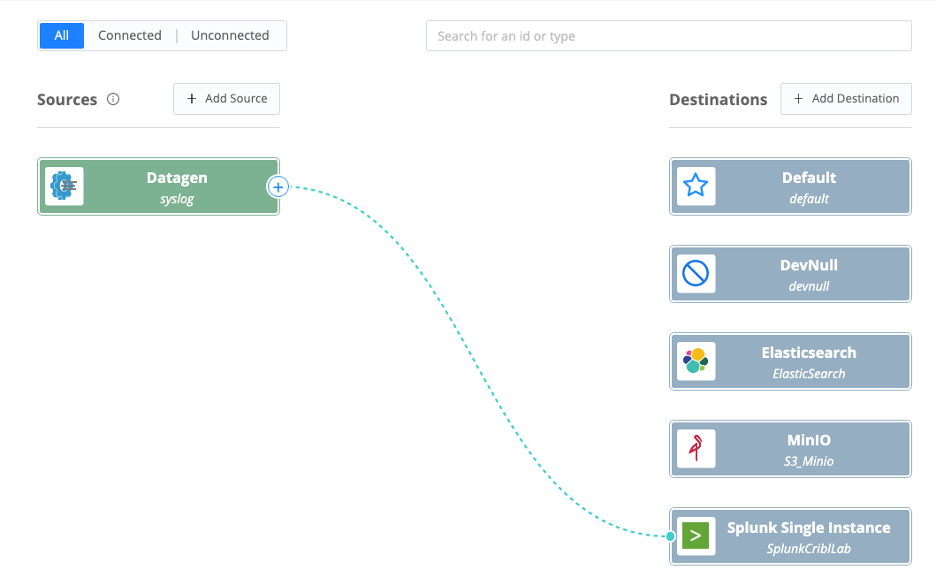 All Connected | Unconnected
Search for an id or type
Sources + Add Source
Destinations + Add Destination
Datagen
syslog
Default
default
DevNull
devnull
Elasticsearch
ElasticSearch
MinIO
S3_Minio
Splunk Single Instance
SplunkCriblLab